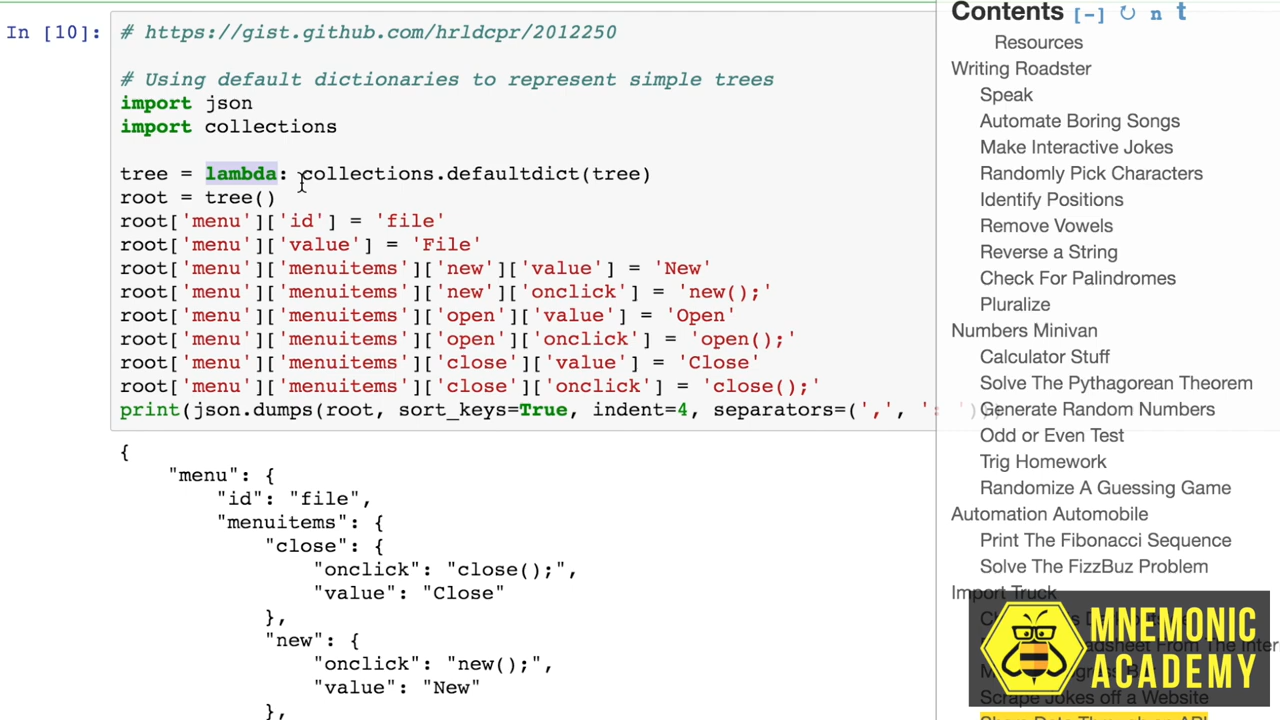 In [10]:
# https://gist.github.com/hrldcpr/2012250
# Using default dictionaries to represent simple trees
import json
import collections
tree = lambda: collections.defaultdict(tree)
root = tree()
root['menu']['id'] = 'file'
root['menu']['value'] = 'File'
root['menu']['menuitems']['new']['value'] = 'New'
root['menu']['menuitems']['new']['onclick'] = 'new();'
root['menu']['menuitems']['open']['value'] = 'Open'
root['menu']['menuitems']['open']['onclick'] = 'open();'
root['menu']['menuitems']['close']['value'] = 'Close'
root['menu']['menuitems']['close']['onclick'] = 'close();'
print(json.dumps(root, sort_keys=True, indent=4, separators=(',', ': ')))
{
"menu": {
"id": "file",
"menuitems": {
"close": {
"onclick": "close();",
"value": "Close"
},
"new": {
"onclick": "new();",
"value": "New"
},
Contents [-] ↻ n t
Resources
Writing Roadster
Speak
Automate Boring Songs
Make Interactive Jokes
Randomly Pick Characters
Identify Positions
Remove Vowels
Reverse a String
Check For Palindromes
Pluralize
Numbers Minivan
Calculator Stuff
Solve The Pythagorean Theorem
Generate Random Numbers
Odd or Even Test
Trig Homework
Randomize A Guessing Game
Automation Automobile
Print The Fibonacci Sequence
Solve The FizzBuz Problem
Import Truck
From The
Scrape Jokes off a Website
MNEMONIC
ACADEMY